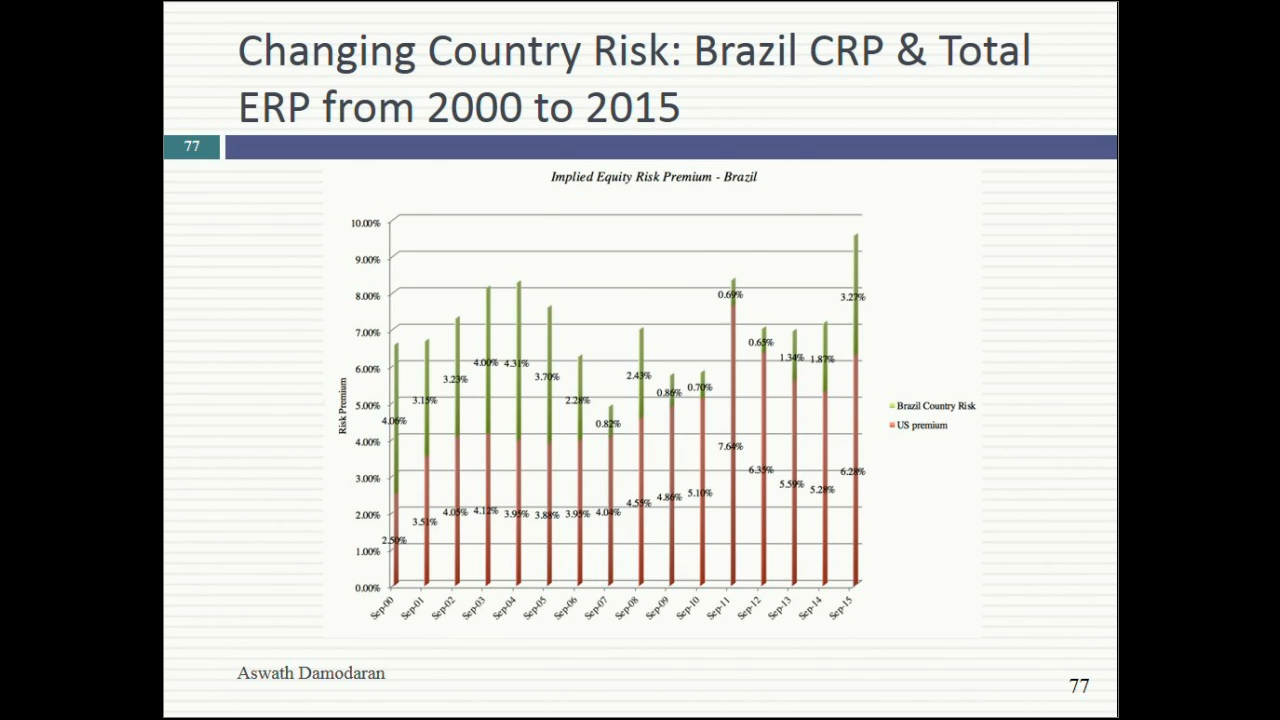 Changing Country Risk: Brazil CRP & Total
ERP from 2000 to 2015
77
Implied Equity Risk Premium - Brazil
10.00%
9.00%
8.00%
7.00%
6.00%
5.00%
4.00%
3.00%
2.00%
1.00%
0.00%
Risk Premium
4.06% 3.15% 3.23% 4.00% 4.31% 3.70% 2.28% 0.82% 2.43% 0.86% 0.70% 0.69% 0.65% 1.34% 1.87% 3.27%
2.50% 3.51% 4.05% 4.12% 3.95% 3.88% 3.95% 4.04% 4.55% 4.86% 5.10% 7.64% 6.35% 5.59% 5.28% 6.28%
Sep-00 Sep-01 Sep-02 Sep-03 Sep-04 Sep-05 Sep-06 Sep-07 Sep-08 Sep-09 Sep-10 Sep-11 Sep-12 Sep-13 Sep-14 Sep-15
Brazil Country Risk
US premium
Aswath Damodaran
77